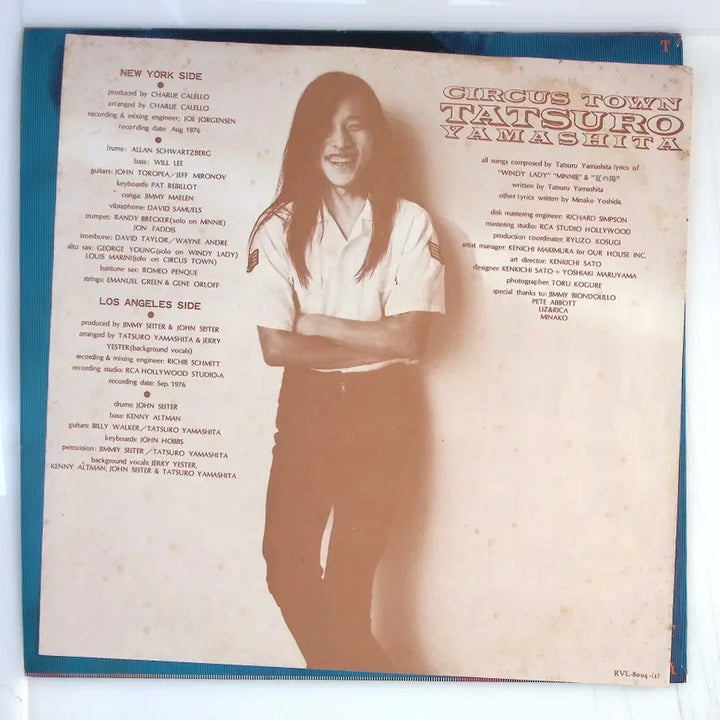 NEW YORK SIDE
produced by CHARLIE CALELLO
arranged by CHARLIE CALELLO
recording & mixing engineer; JOE JORGENSEN
recording date: Aug 1976
drums: ALLAN SCHWARTZBERG
bass: WILL LEE
guitars: JOHN TOROPEA/JEFF MIRONOV
keyboards: PAT REBILLOT
conga: JIMMY MAELEN
vibraphone: DAVID SAMUELS
trumpet: RANDY BRECKER(solo on MINNIE)
JON FADDIS
trombone: DAVID TAYLOR/WAYNE ANDRE
alto sax: GEORGE YOUNG(solo on WINDY LADY)
LOUIS MARINI(solo on CIRCUS TOWN)
baritone sax: ROMEO PENQUE
strings: EMANUEL GREEN & GENE ORLOFF
LOS ANGELES SIDE
produced by JIMMY SEITER & JOHN SEITER
arranged by TATSURO YAMASHITA & JERRY
YESTER(background vocals)
recording & mixing engineer: RICHIE SCHMITT
recording studio: RCA HOLLYWOOD STUDIO-A
recording date: Sep. 1976
drums: JOHN SEITER
bass: KENNY ALTMAN
guitars: BILLY WALKER/TATSURO YAMASHITA
keyboards: JOHN HOBBS
percussion: JIMMIY SEITER/TATSURO YAMASHITA
background vocals: JERRY YESTER,
KENNY ALTMAN, JOHN SEITER & TATSURO YAMASHITA
CIRCUS TOWN
TATSURO
YAMASHITA
all songs composed by Tatsuro Yamashita lyrics of
"WINDY LADY" "MINNIE" & "夏の陽"
written by Tatsuro Yamashita
other lyrics written by Minako Yoshida.
disk mastering engineer: RICHARD SIMPSON
mastering studio: RCA STUDIO HOLLYWOOD
production coordinater: RYUZO KOSUGI
artist manager: KENICHI MAKIMURA for OUR HOUSE INC.
art director: KENKICHI SATO
designer: KENKICHI SATO + YOSHIAKI MARUYAMA
photographer: TORU KOGURE
special thanks to: JIMMY BIONDOLILLO
PETE ABBOTT
LIZ&RICA
MINAKO
RVL-8004-(1)
T
A